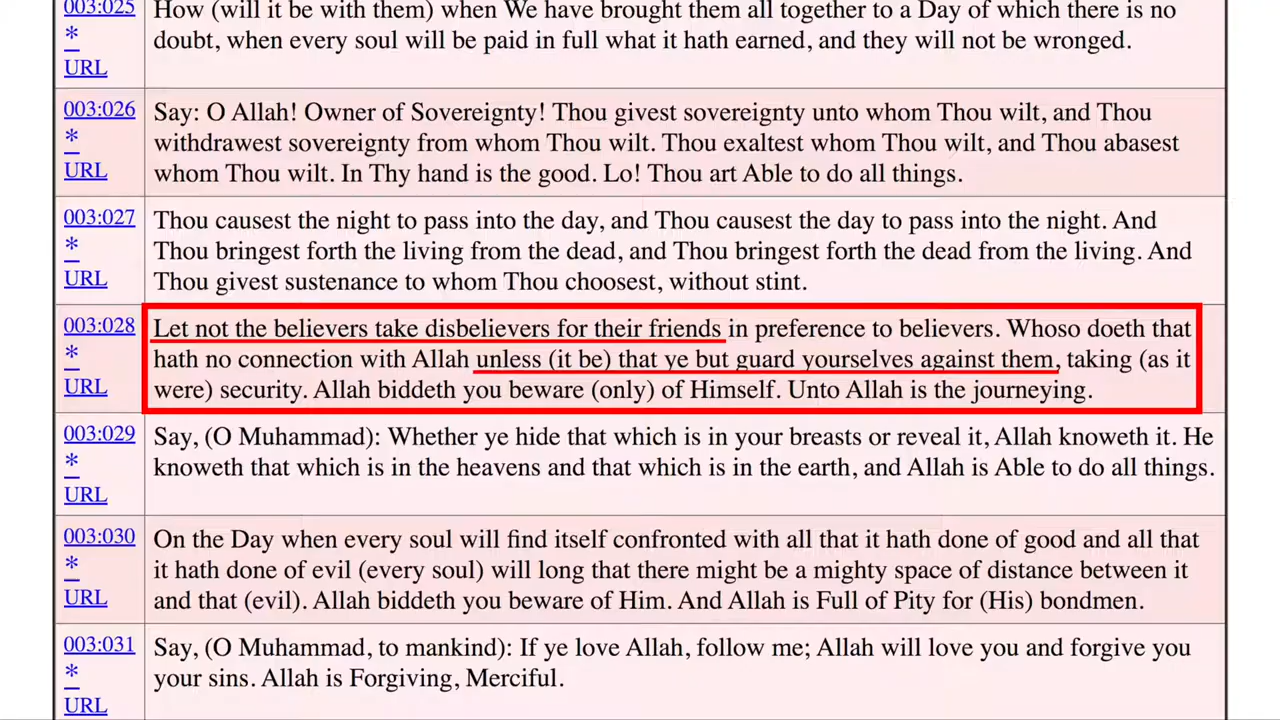 003:025
*
URL
How (will it be with them) when We have brought them all together to a Day of which there is no
doubt, when every soul will be paid in full what it hath earned, and they will not be wronged.
003:026
*
URL
Say: O Allah! Owner of Sovereignty! Thou givest sovereignty unto whom Thou wilt, and Thou
withdrawest sovereignty from whom Thou wilt. Thou exaltest whom Thou wilt, and Thou abasest
whom Thou wilt. In Thy hand is the good. Lo! Thou art Able to do all things.
003:027
*
URL
Thou causest the night to pass into the day, and Thou causest the day to pass into the night. And
Thou bringest forth the living from the dead, and Thou bringest forth the dead from the living. And
Thou givest sustenance to whom Thou choosest, without stint.
003:028
*
URL
Let not the believers take disbelievers for their friends in preference to believers. Whoso doeth that
hath no connection with Allah unless (it be) that ye but guard yourselves against them, taking (as it
were) security. Allah biddeth you beware (only) of Himself. Unto Allah is the journeying.
003:029
*
URL
Say, (O Muhammad): Whether ye hide that which is in your breasts or reveal it, Allah knoweth it. He
knoweth that which is in the heavens and that which is in the earth, and Allah is Able to do all things.
003:030
*
URL
On the Day when every soul will find itself confronted with all that it hath done of good and all that
it hath done of evil (every soul) will long that there might be a mighty space of distance between it
and that (evil). Allah biddeth you beware of Him. And Allah is Full of Pity for (His) bondmen.
003:031
*
URL
Say, (O Muhammad, to mankind): If ye love Allah, follow me; Allah will love you and forgive you
your sins. Allah is Forgiving, Merciful.